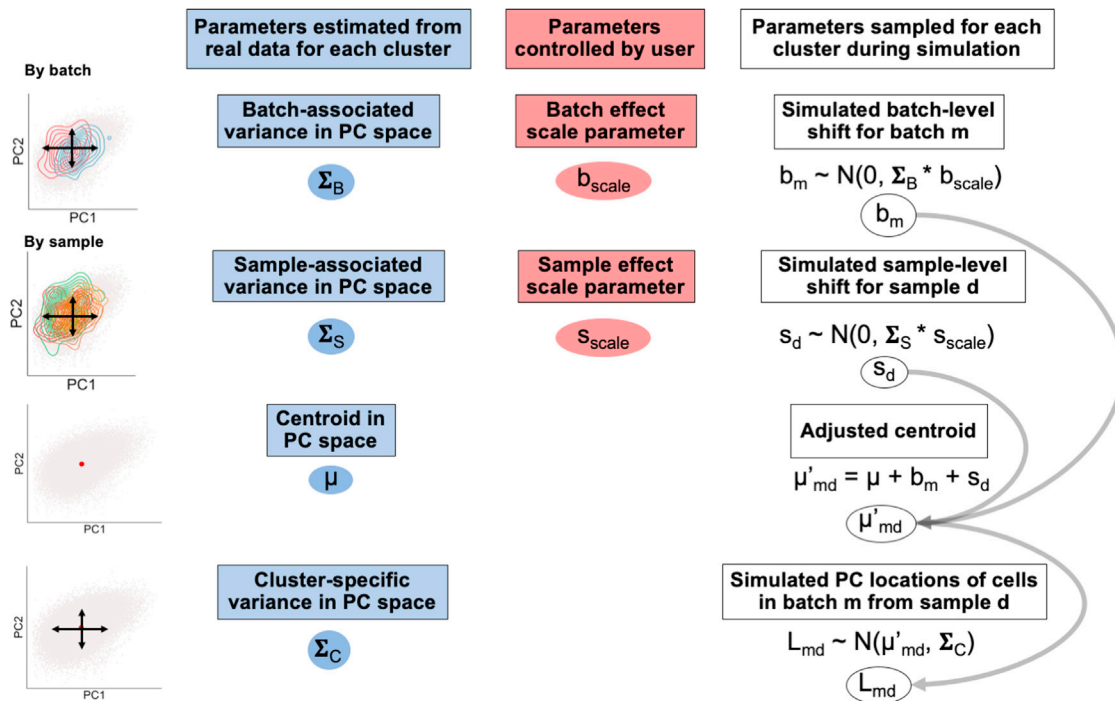 Parameters estimated from
real data for each cluster
Parameters
controlled by user
Parameters sampled for each
cluster during simulation
By batch
PC2
PC1
Batch-associated
variance in PC space
Σ_B
Batch effect
scale parameter
b_scale
Simulated batch-level
shift for batch m
b_m ~ N(0, Σ_B * b_scale)
b_m
By sample
PC2
PC1
Sample-associated
variance in PC space
Σ_S
Sample effect
scale parameter
s_scale
Simulated sample-level
shift for sample d
s_d ~ N(0, Σ_S * s_scale)
s_d
PC2
PC1
Centroid in
PC space
μ
Adjusted centroid
μ'_md = μ + b_m + s_d
μ'_md
PC2
PC1
Cluster-specific
variance in PC space
Σ_C
Simulated PC locations of cells
in batch m from sample d
L_md ~ N(μ'_md, Σ_C)
L_md